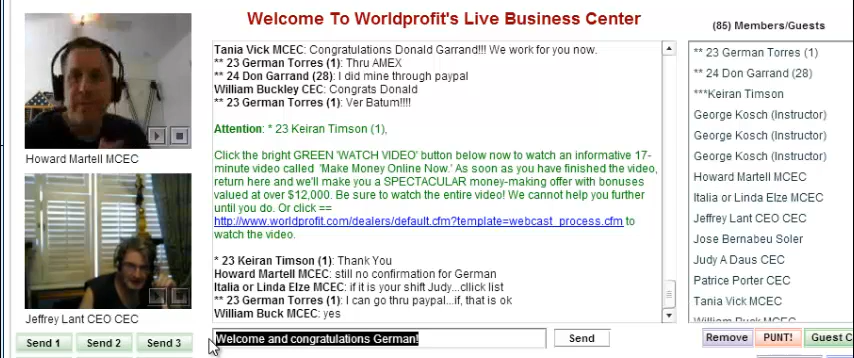 Welcome To Worldprofit's Live Business Center
(85) Members/Guests
Howard Martell MCEC
Jeffrey Lant CEO CEC
Send 1 Send 2 Send 3
Tania Vick MCEC: Congratulations Donald Garrand!!! We work for you now.
** 23 German Torres (1): Thru AMEX
** 24 Don Garrand (28): I did mine through paypal
William Buckley CEC: Congrats Donald
** 23 German Torres (1): Ver Batum!!!!
Attention: * 23 Keiran Timson (1),
Click the bright GREEN 'WATCH VIDEO' button below now to watch an informative 17-
minute video called 'Make Money Online Now.' As soon as you have finished the video,
return here and we'll make you a SPECTACULAR money-making offer with bonuses
valued at over $12,000. Be sure to watch the entire video! We cannot help you further
until you do. Or click ==
http://www.worldprofit.com/dealers/default.cfm?template=webcast_process.cfm to
watch the video.
* 23 Keiran Timson (1): Thank You
Howard Martell MCEC: still no confirmation for German
Italia or Linda Elze MCEC: if it is your shift Judy...cllick list
** 23 German Torres (1): I can go thru paypal...if, that is ok
William Buck MCEC: yes
Welcome and congratulations German!
Send
** 23 German Torres (1)
** 24 Don Garrand (28)
***Keiran Timson
George Kosch (Instructor)
George Kosch (Instructor)
George Kosch (Instructor)
Howard Martell MCEC
Italia or Linda Elze MCEC
Jeffrey Lant CEO CEC
Jose Bernabeu Soler
Judy A Daus CEC
Patrice Porter CEC
Tania Vick MCEC
William Buck MCEC
Remove PUNT! Guest C